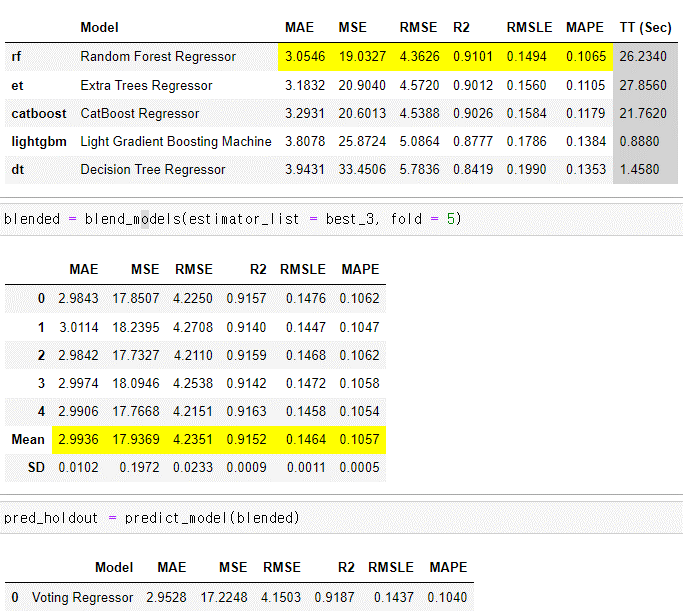 Model MAE MSE RMSE R2 RMSLE MAPE TT (Sec)
rf Random Forest Regressor 3.0546 19.0327 4.3626 0.9101 0.1494 0.1065 26.2340
et Extra Trees Regressor 3.1832 20.9040 4.5720 0.9012 0.1560 0.1105 27.8560
catboost CatBoost Regressor 3.2931 20.6013 4.5388 0.9026 0.1584 0.1179 21.7620
lightgbm Light Gradient Boosting Machine 3.8078 25.8724 5.0864 0.8777 0.1786 0.1384 0.8880
dt Decision Tree Regressor 3.9431 33.4506 5.7836 0.8419 0.1990 0.1353 1.4580
blended = blend_models(estimator_list = best_3, fold = 5)
MAE MSE RMSE R2 RMSLE MAPE
0 2.9843 17.8507 4.2250 0.9157 0.1476 0.1062
1 3.0114 18.2395 4.2708 0.9140 0.1447 0.1047
2 2.9842 17.7327 4.2110 0.9159 0.1468 0.1062
3 2.9974 18.0946 4.2538 0.9142 0.1472 0.1058
4 2.9906 17.7668 4.2151 0.9163 0.1458 0.1054
Mean 2.9936 17.9369 4.2351 0.9152 0.1464 0.1057
SD 0.0102 0.1972 0.0233 0.0009 0.0011 0.0005
pred_holdout = predict_model(blended)
Model MAE MSE RMSE R2 RMSLE MAPE
0 Voting Regressor 2.9528 17.2248 4.1503 0.9187 0.1437 0.1040